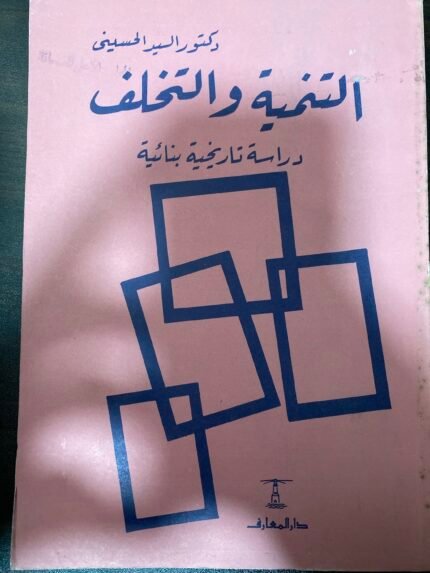 دكتور السيد الحسيني
التنمية والتخلف
دراسة تاريخية بنائية
دار المعارف